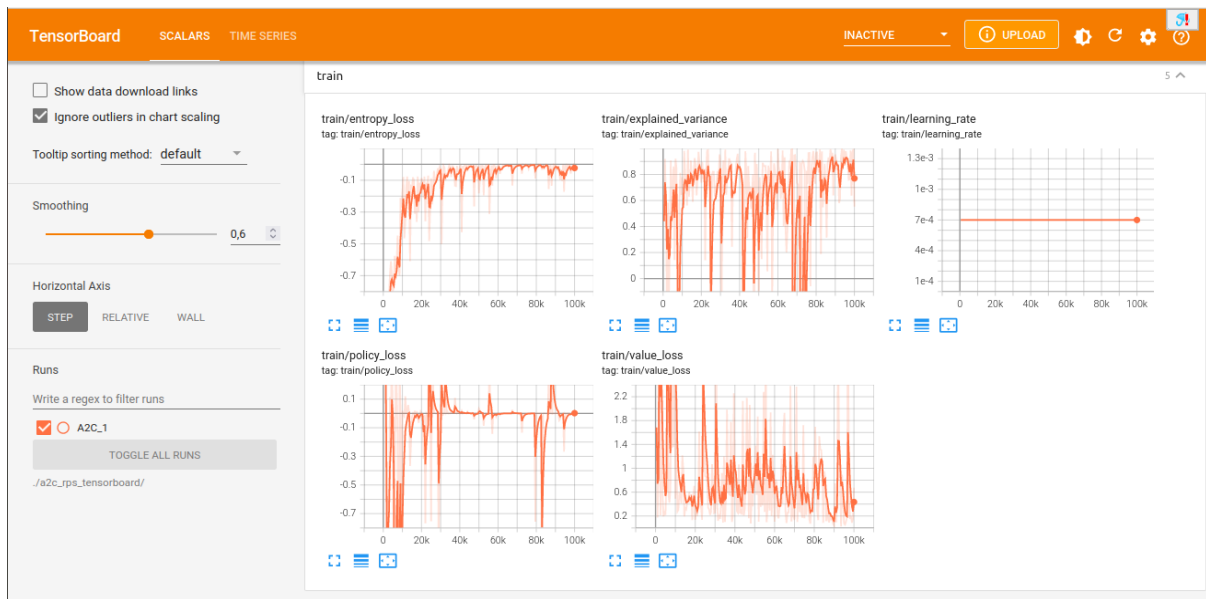 TensorBoard SCALARS TIME SERIES INACTIVE UPLOAD
Show data download links
Ignore outliers in chart scaling
Tooltip sorting method: default
Smoothing
0,6
Horizontal Axis
STEP RELATIVE WALL
Runs
Write a regex to filter runs
A2C_1
TOGGLE ALL RUNS
./a2c_rps_tensorboard/
train 5
train/entropy_loss
tag: train/entropy_loss
-0.1
-0.3
-0.5
-0.7
0 20k 40k 60k 80k 100k
train/explained_variance
tag: train/explained_variance
0.8
0.6
0.4
0.2
0
0 20k 40k 60k 80k 100k
train/learning_rate
tag: train/learning_rate
1.3e-3
1e-3
7e-4
4e-4
1e-4
0 20k 40k 60k 80k 100k
train/policy_loss
tag: train/policy_loss
0.1
-0.1
-0.3
-0.5
-0.7
0 20k 40k 60k 80k 100k
train/value_loss
tag: train/value_loss
2.2
1.8
1.4
1
0.6
0.2
0 20k 40k 60k 80k 100k